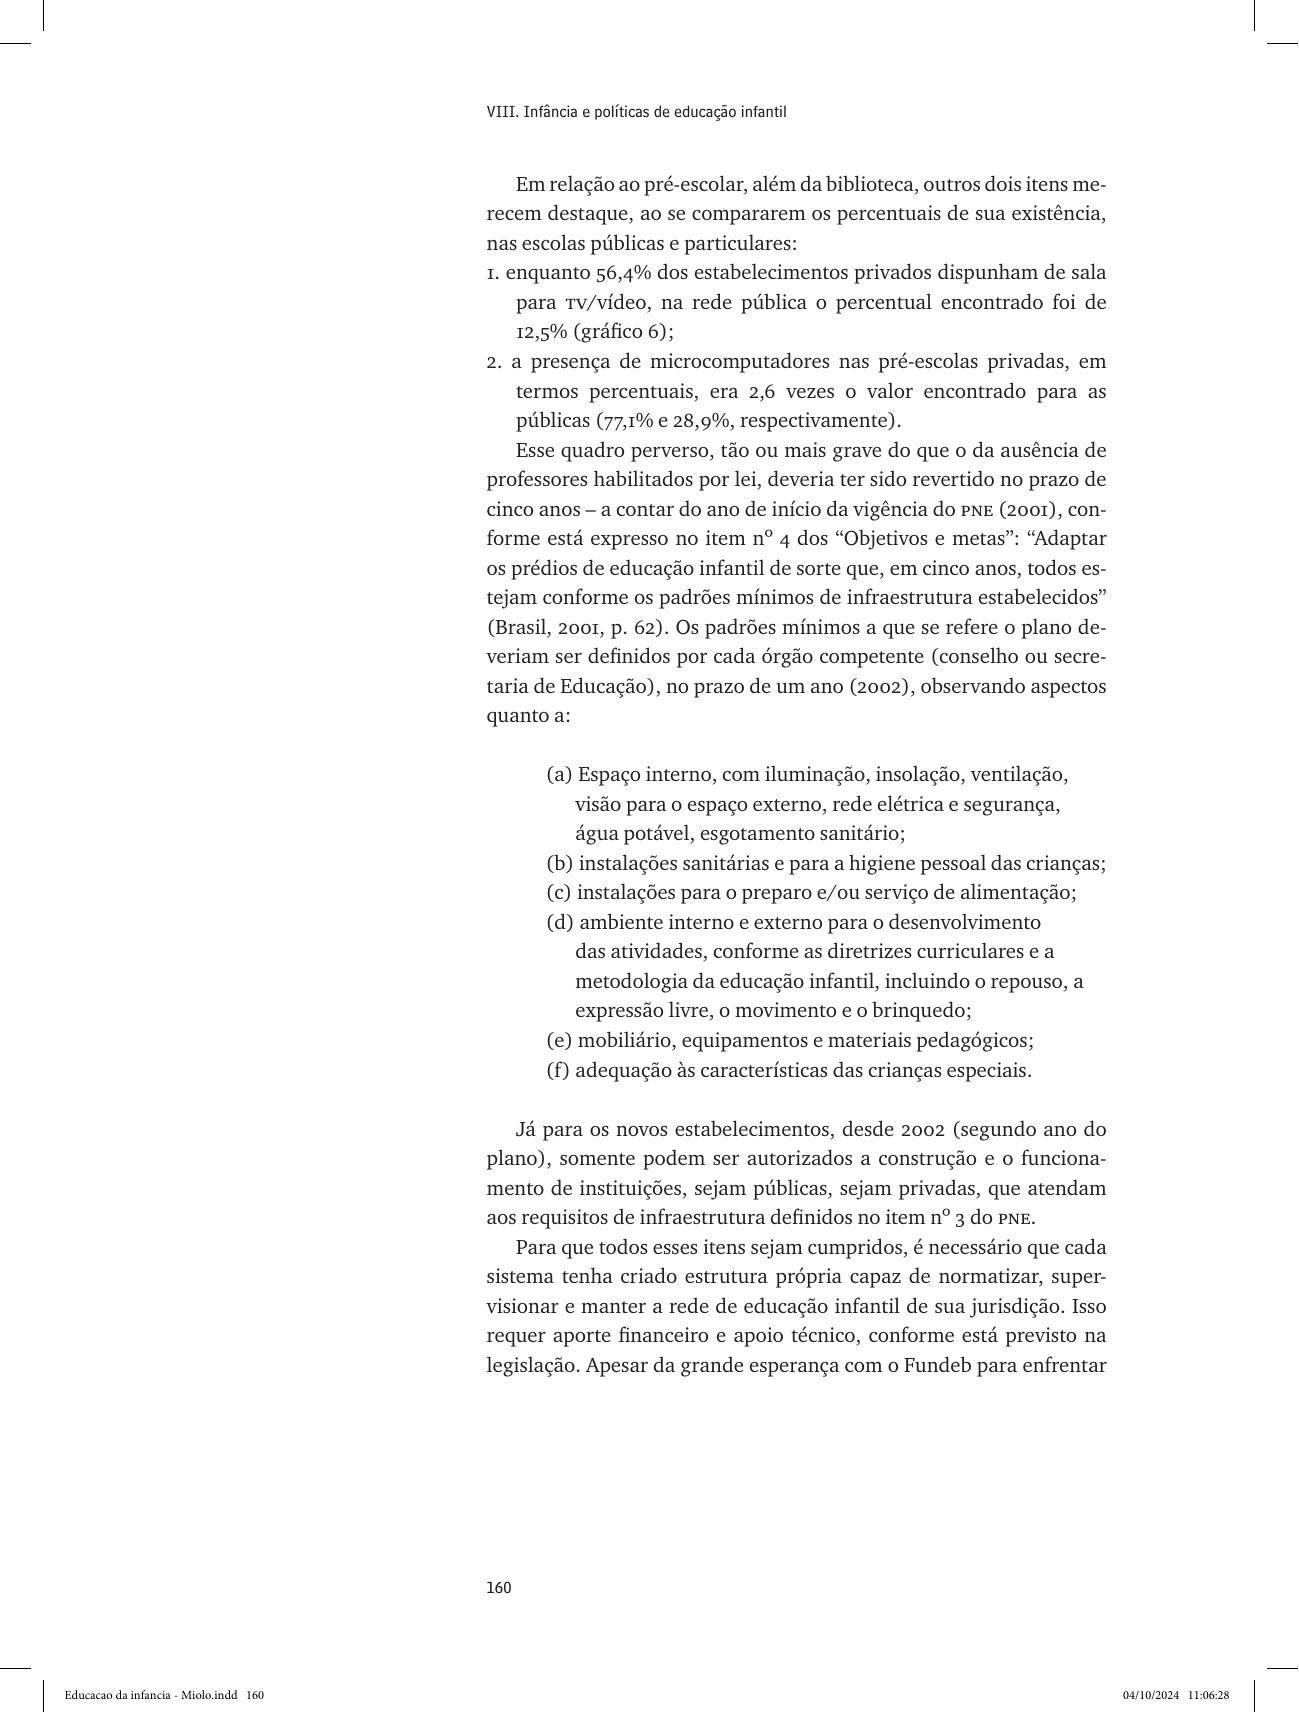 VIII. Infância e políticas de educação infantil
Em relação ao pré-escolar, além da biblioteca, outros dois itens me-
recem destaque, ao se compararem os percentuais de sua existência,
nas escolas públicas e particulares:
1. enquanto 56,4% dos estabelecimentos privados dispunham de sala
para TV/vídeo, na rede pública o percentual encontrado foi de
12,5% (gráfico 6);
2. a presença de microcomputadores nas pré-escolas privadas, em
termos percentuais, era 2,6 vezes o valor encontrado para as
públicas (77,1% e 28,9%, respectivamente).
Esse quadro perverso, tão ou mais grave do que o da ausência de
professores habilitados por lei, deveria ter sido revertido no prazo de
cinco anos – a contar do ano de início da vigência do PNE (2001), con-
forme está expresso no item nº 4 dos “Objetivos e metas”: “Adaptar
os prédios de educação infantil de sorte que, em cinco anos, todos es-
tejam conforme os padrões mínimos de infraestrutura estabelecidos”
(Brasil, 2001, p. 62). Os padrões mínimos a que se refere o plano de-
veriam ser definidos por cada órgão competente (conselho ou secre-
taria de Educação), no prazo de um ano (2002), observando aspectos
quanto a:
(a) Espaço interno, com iluminação, insolação, ventilação,
visão para o espaço externo, rede elétrica e segurança,
água potável, esgotamento sanitário;
(b) instalações sanitárias e para a higiene pessoal das crianças;
(c) instalações para o preparo e/ou serviço de alimentação;
(d) ambiente interno e externo para o desenvolvimento
das atividades, conforme as diretrizes curriculares e a
metodologia da educação infantil, incluindo o repouso, a
expressão livre, o movimento e o brinquedo;
(e) mobiliário, equipamentos e materiais pedagógicos;
(f) adequação às características das crianças especiais.
Já para os novos estabelecimentos, desde 2002 (segundo ano do
plano), somente podem ser autorizados a construção e o funciona-
mento de instituições, sejam públicas, sejam privadas, que atendam
aos requisitos de infraestrutura definidos no item nº 3 do PNE.
Para que todos esses itens sejam cumpridos, é necessário que cada
sistema tenha criado estrutura própria capaz de normatizar, super-
visionar e manter a rede de educação infantil de sua jurisdição. Isso
requer aporte financeiro e apoio técnico, conforme está previsto na
legislação. Apesar da grande esperança com o Fundeb para enfrentar
160
Educacao da infancia - Miolo.indd 160
04/10/2024 11:06:28